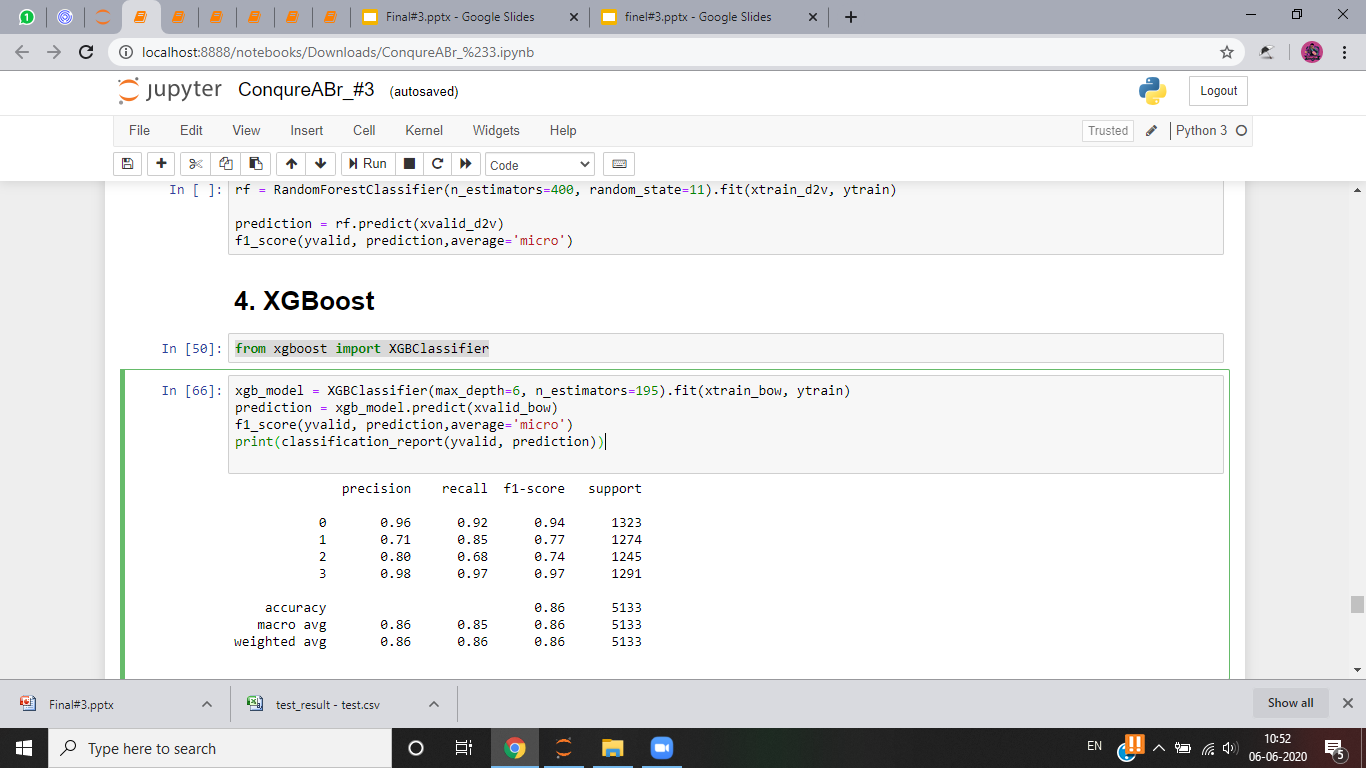 1
Final#3.pptx - Google Slides
finel#3.pptx - Google Slides
localhost:8888/notebooks/Downloads/ConqureABr_%233.ipynb
jupyter ConqureABr_#3 (autosaved)
Logout
File Edit View Insert Cell Kernel Widgets Help
Trusted
Python 3
Run
Code
In [ ]: rf = RandomForestClassifier(n_estimators=400, random_state=11).fit(xtrain_d2v, ytrain)
prediction = rf.predict(xvalid_d2v)
f1_score(yvalid, prediction,average='micro')
4. XGBoost
In [50]: from xgboost import XGBClassifier
In [66]: xgb_model = XGBClassifier(max_depth=6, n_estimators=195).fit(xtrain_bow, ytrain)
prediction = xgb_model.predict(xvalid_bow)
f1_score(yvalid, prediction,average='micro')
print(classification_report(yvalid, prediction))
precision recall f1-score support
0 0.96 0.92 0.94 1323
1 0.71 0.85 0.77 1274
2 0.80 0.68 0.74 1245
3 0.98 0.97 0.97 1291
accuracy 0.86 5133
macro avg 0.86 0.85 0.86 5133
weighted avg 0.86 0.86 0.86 5133
Final#3.pptx
test_result - test.csv
Show all
Type here to search
EN
10:52
06-06-2020
5